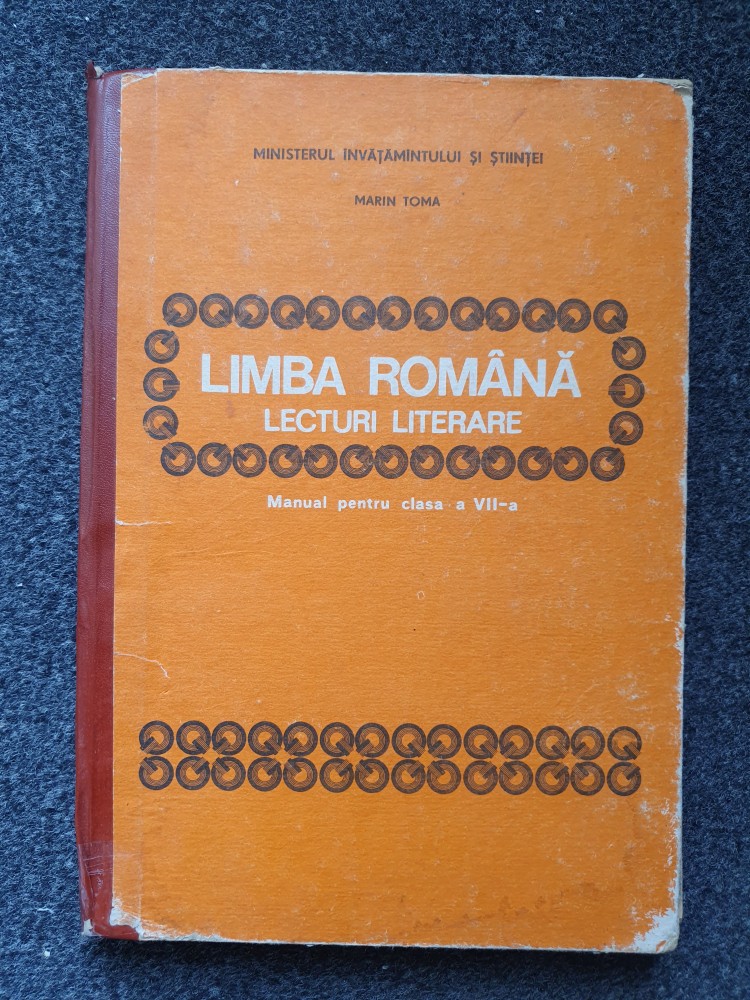 MINISTERUL ÎNVĂȚĂMÎNTULUI ȘI ȘTIINȚEI
MARIN TOMA
LIMBA ROMÂNĂ
LECTURI LITERARE
Manual pentru clasa a VII-a